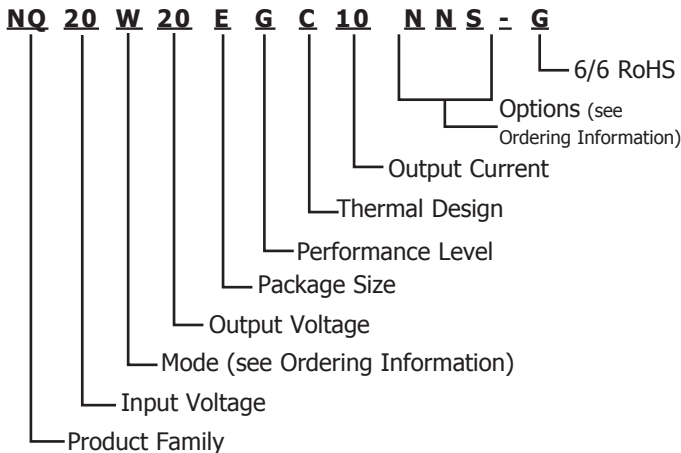 NQ 20 W 20 E G C 10 N N S - G
6/6 RoHS
Options (see
Ordering Information)
Output Current
Thermal Design
Performance Level
Package Size
Output Voltage
Mode (see Ordering Information)
Input Voltage
Product Family